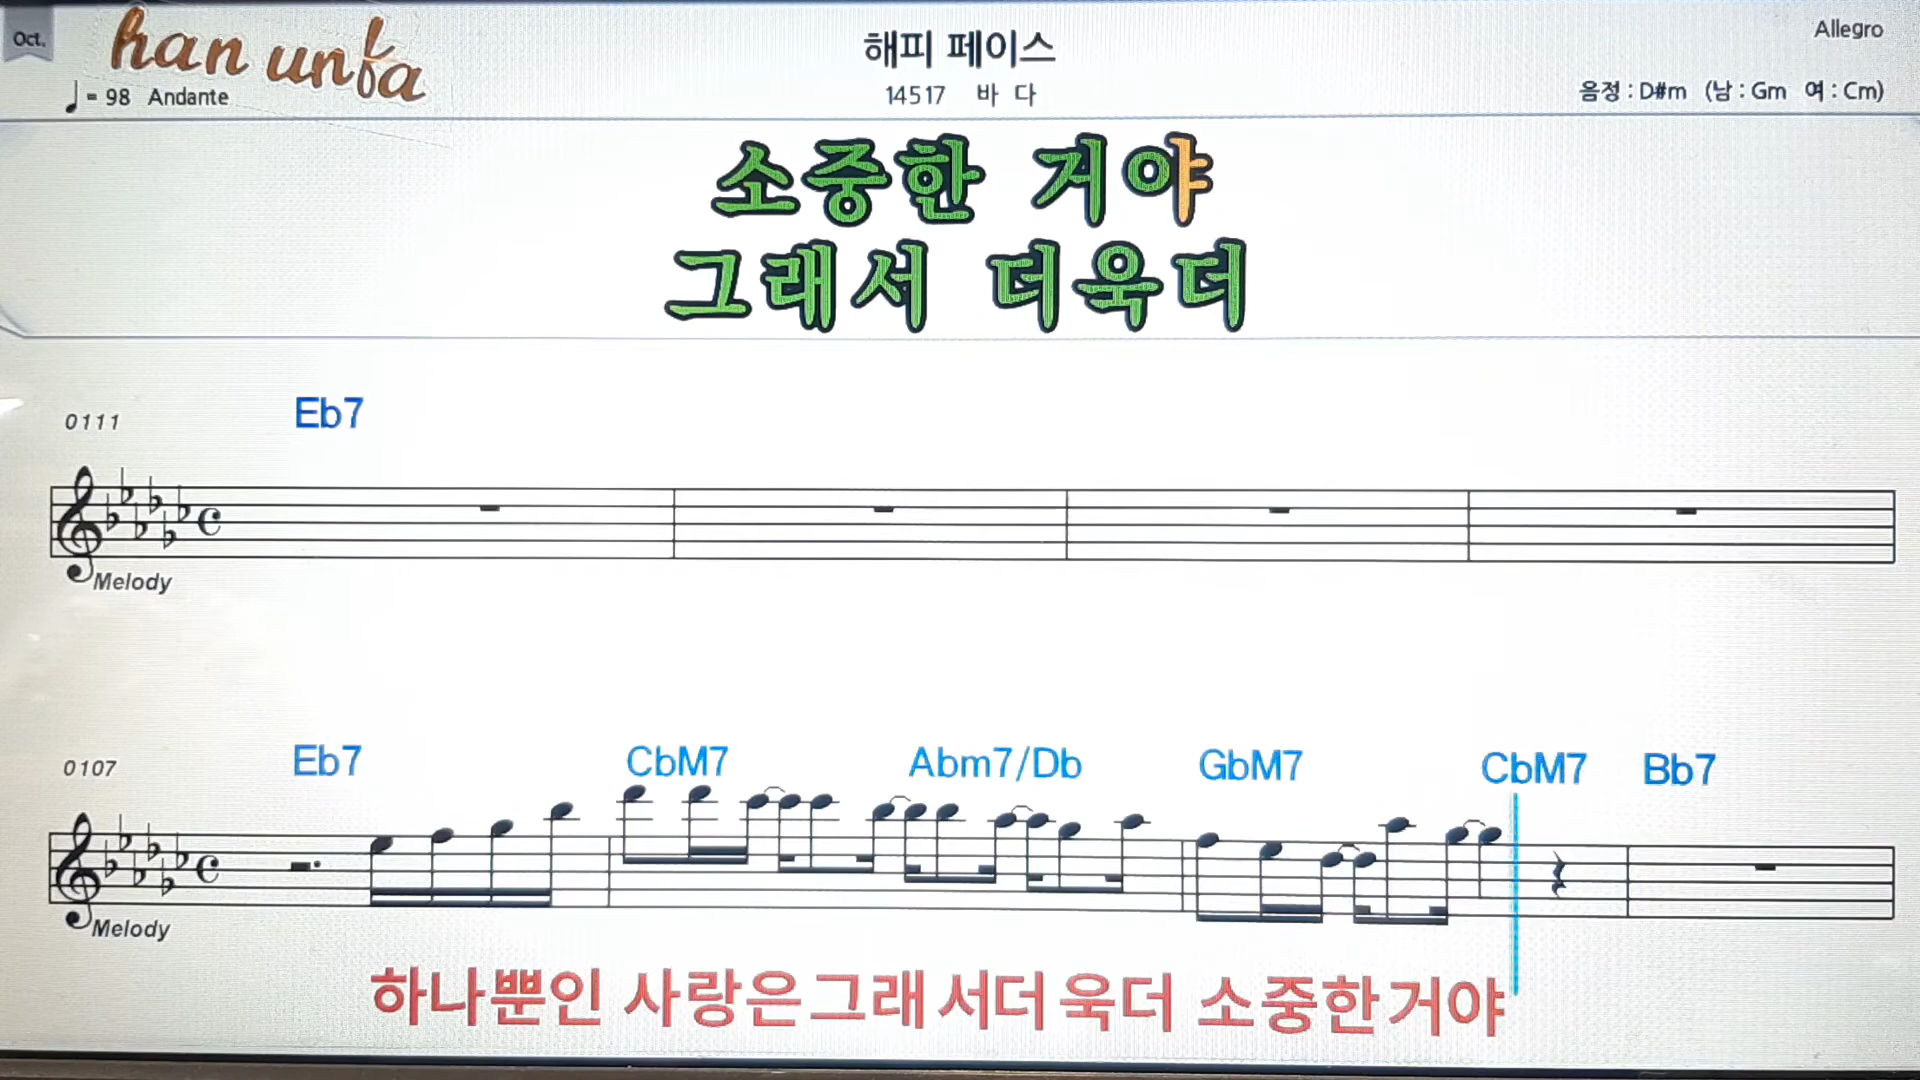 Oct.
han unfa
해피 페이스
Allegro
♩= 98 Andante
14517 바 다
음정 : D#m (남 : Gm 여 : Cm)
소중한 거야
그래서 더욱더
0111
Eb7
Melody
0107
Eb7 CbM7 Abm7/Db GbM7 CbM7 Bb7
Melody
하나뿐인 사랑은그래서더욱더 소중한거야